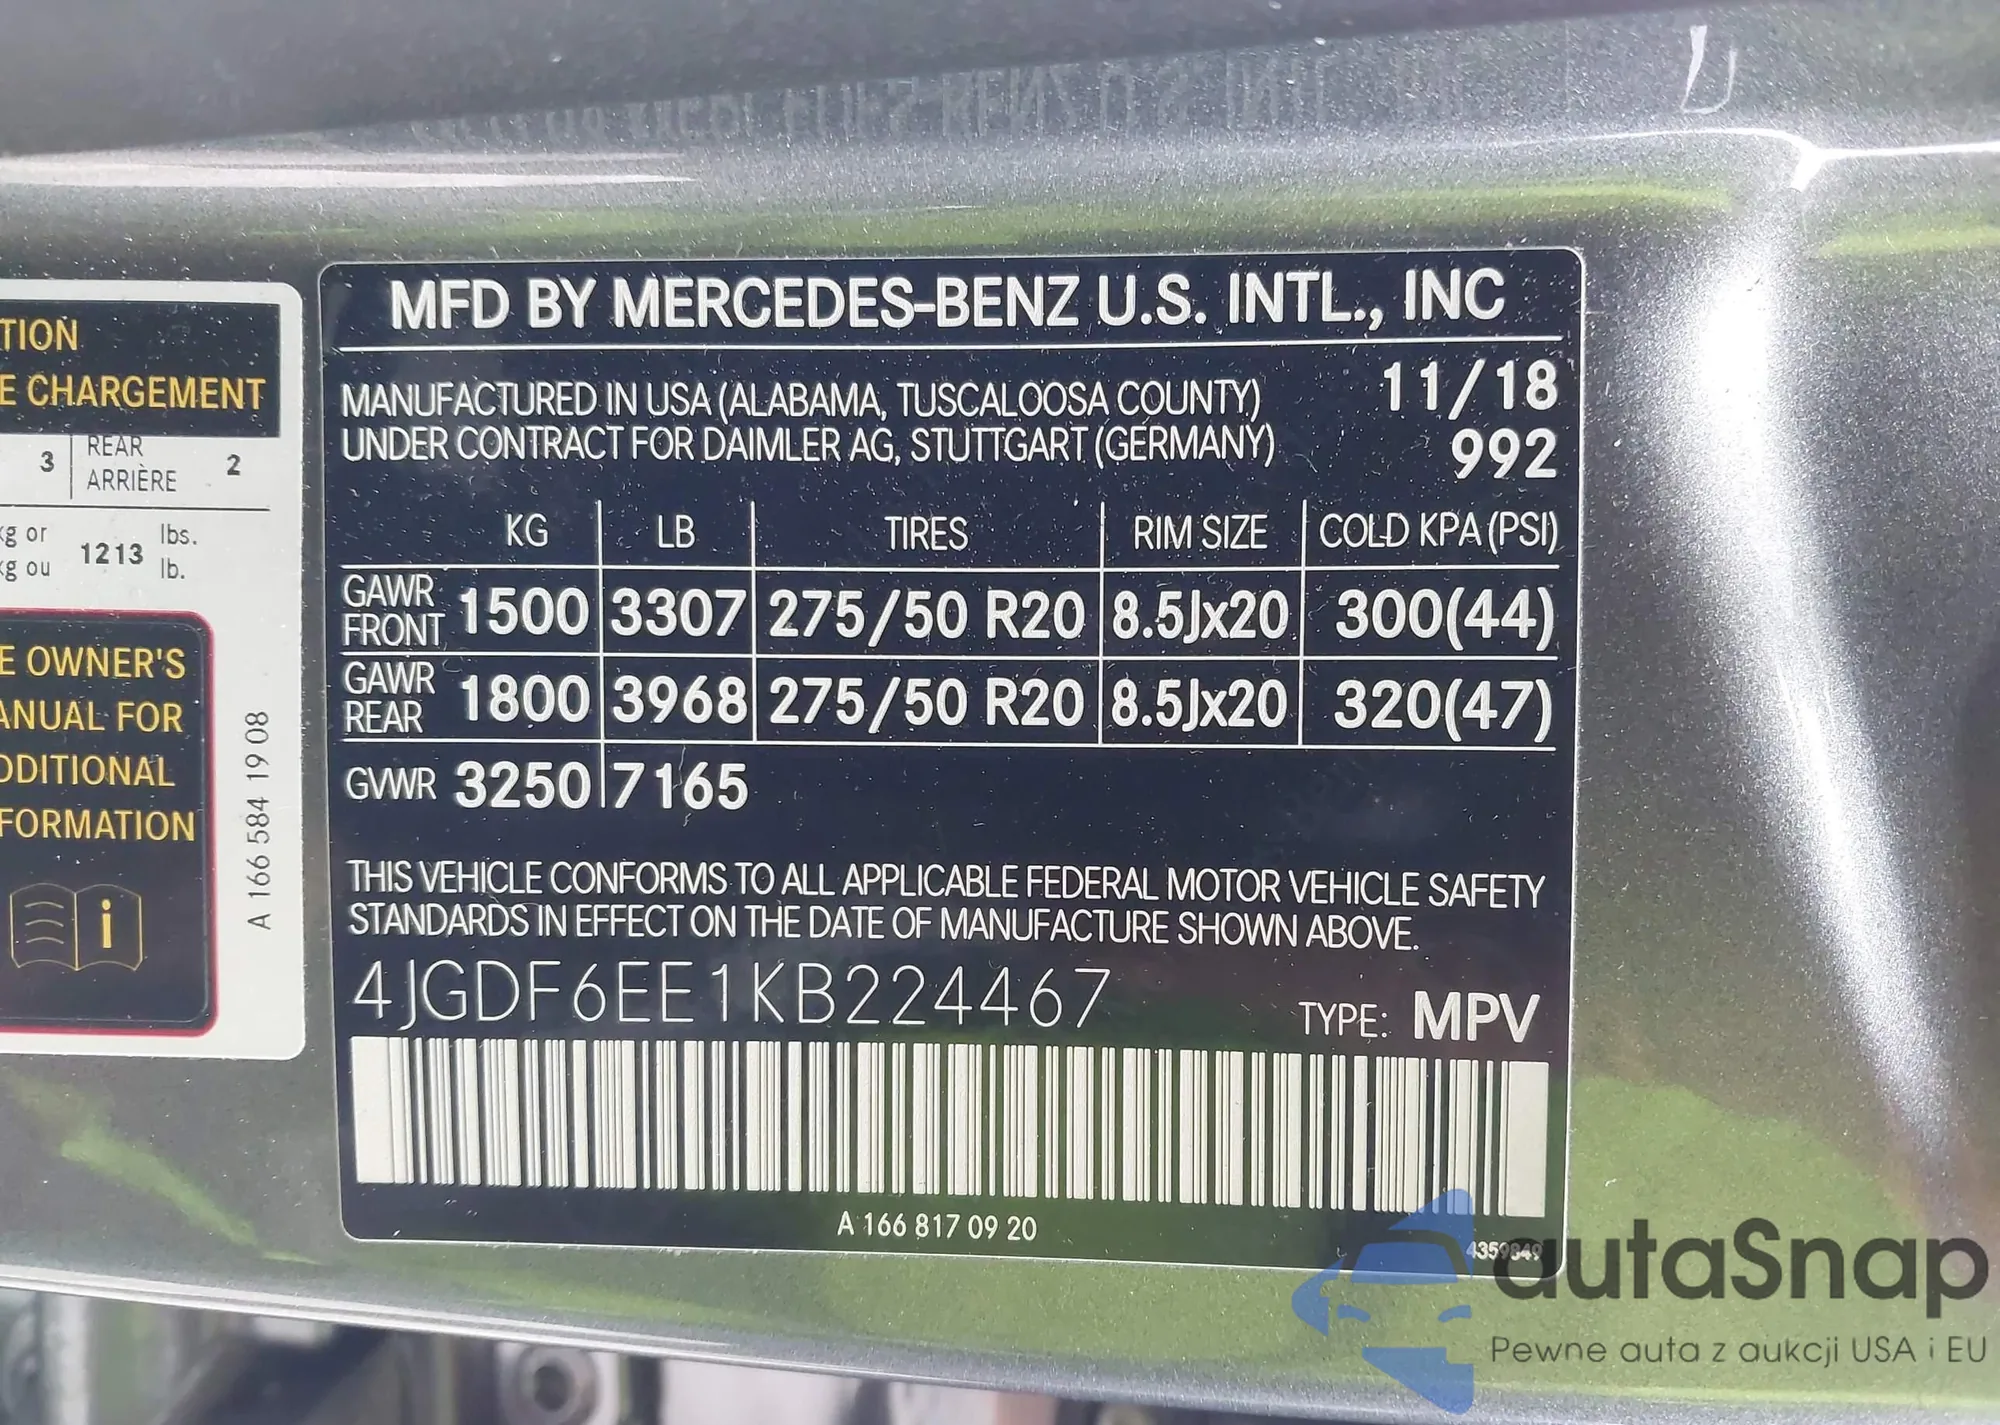 TION
E CHARGEMENT
3 REAR ARRIÈRE 2
kg or 1213 lbs.
kg ou lb.
E OWNER'S
ANUAL FOR
DDITIONAL
FORMATION
i
A 166 584 19 08
MFD BY MERCEDES-BENZ U.S. INTL., INC
MANUFACTURED IN USA (ALABAMA, TUSCALOOSA COUNTY) 11/18
UNDER CONTRACT FOR DAIMLER AG, STUTTGART (GERMANY) 992
KG LB TIRES RIM SIZE COLD KPA (PSI)
GAWR FRONT 1500 3307 275/50 R20 8.5Jx20 300(44)
GAWR REAR 1800 3968 275/50 R20 8.5Jx20 320(47)
GVWR 3250 7165
THIS VEHICLE CONFORMS TO ALL APPLICABLE FEDERAL MOTOR VEHICLE SAFETY
STANDARDS IN EFFECT ON THE DATE OF MANUFACTURE SHOWN ABOVE.
4JGDF6EE1KB224467 TYPE: MPV
A 166 817 09 20
4359849
autaSnap
Pewne auta z aukcji USA i EU